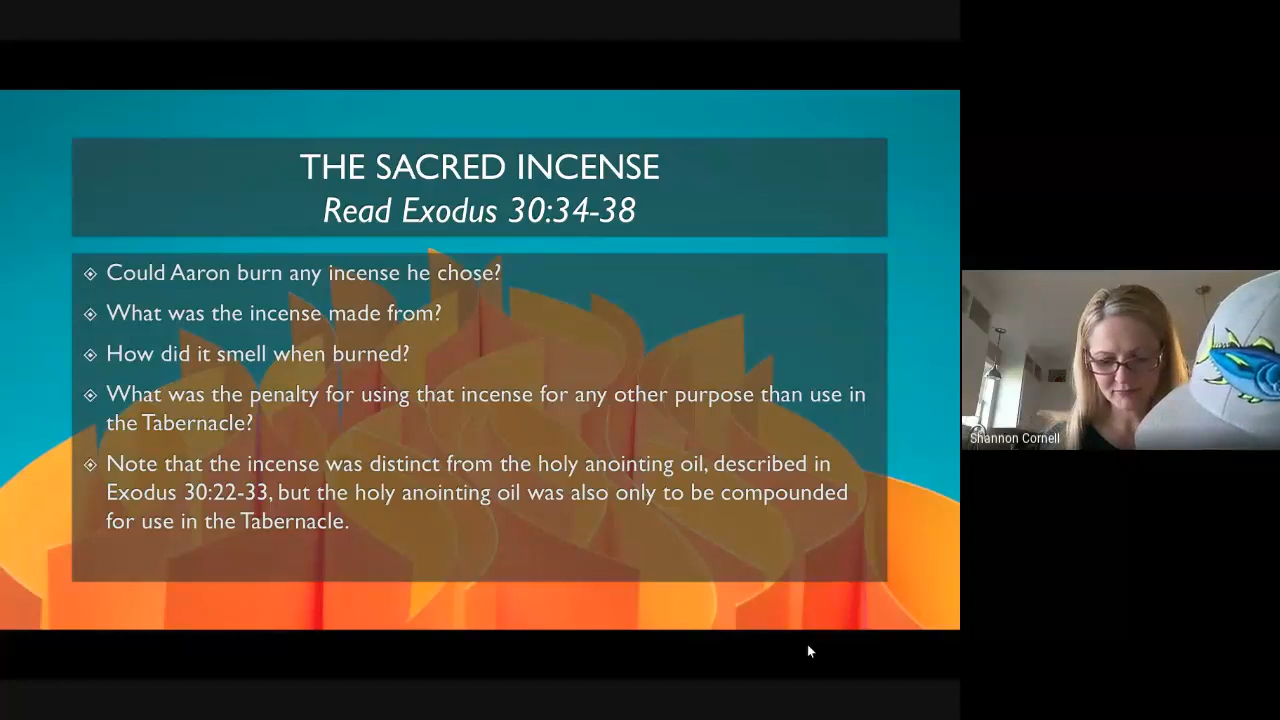 THE SACRED INCENSE
Read Exodus 30:34-38
Could Aaron burn any incense he chose?
What was the incense made from?
How did it smell when burned?
What was the penalty for using that incense for any other purpose than use in
the Tabernacle?
Note that the incense was distinct from the holy anointing oil, described in
Exodus 30:22-33, but the holy anointing oil was also only to be compounded
for use in the Tabernacle.
Shannon Cornell